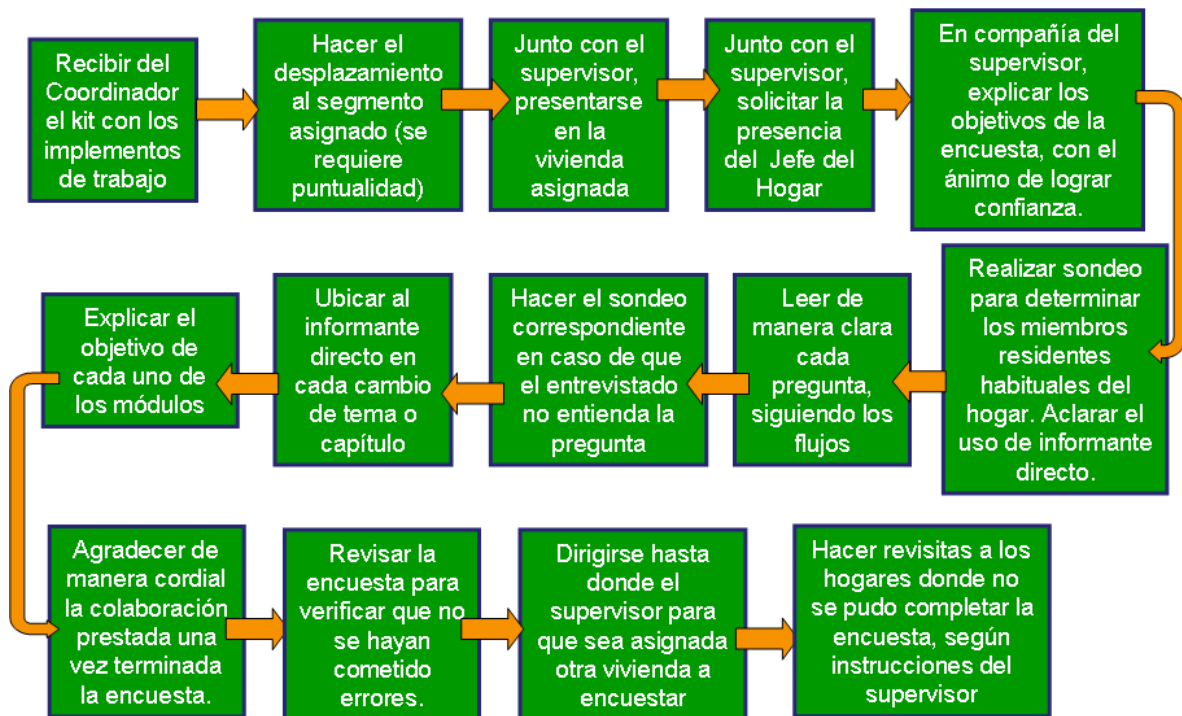 Recibir del
Coordinador
el kit con los
implementos
de trabajo
Hacer el
desplazamiento
al segmento
asignado (se
requiere
puntualidad)
Junto con el
supervisor,
presentarse
en la
vivienda
asignada
Junto con el
supervisor,
solicitar la
presencia
del Jefe del
Hogar
En compañía del
supervisor,
explicar los
objetivos de la
encuesta, con el
ánimo de lograr
confianza.
Realizar sondeo
para determinar
los miembros
residentes
habituales del
hogar. Aclarar el
uso de informante
directo.
Leer de
manera clara
cada
pregunta,
siguiendo los
flujos
Hacer el sondeo
correspondiente
en caso de que
el entrevistado
no entienda la
pregunta
Ubicar al
informante
directo en
cada cambio
de tema o
capítulo
Explicar el
objetivo de
cada uno de
los módulos
Agradecer de
manera cordial
la colaboración
prestada una
vez terminada
la encuesta.
Revisar la
encuesta para
verificar que no
se hayan
cometido
errores.
Dirigirse hasta
donde el
supervisor para
que sea asignada
otra vivienda a
encuestar
Hacer revisitas a los
hogares donde no
se pudo completar la
encuesta, según
instrucciones del
supervisor